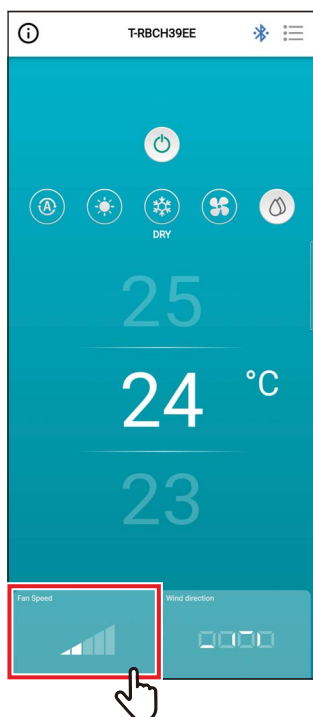 T-RBCH39EE
A
DRY
25
24 °C
23
Fan Speed
Wind direction